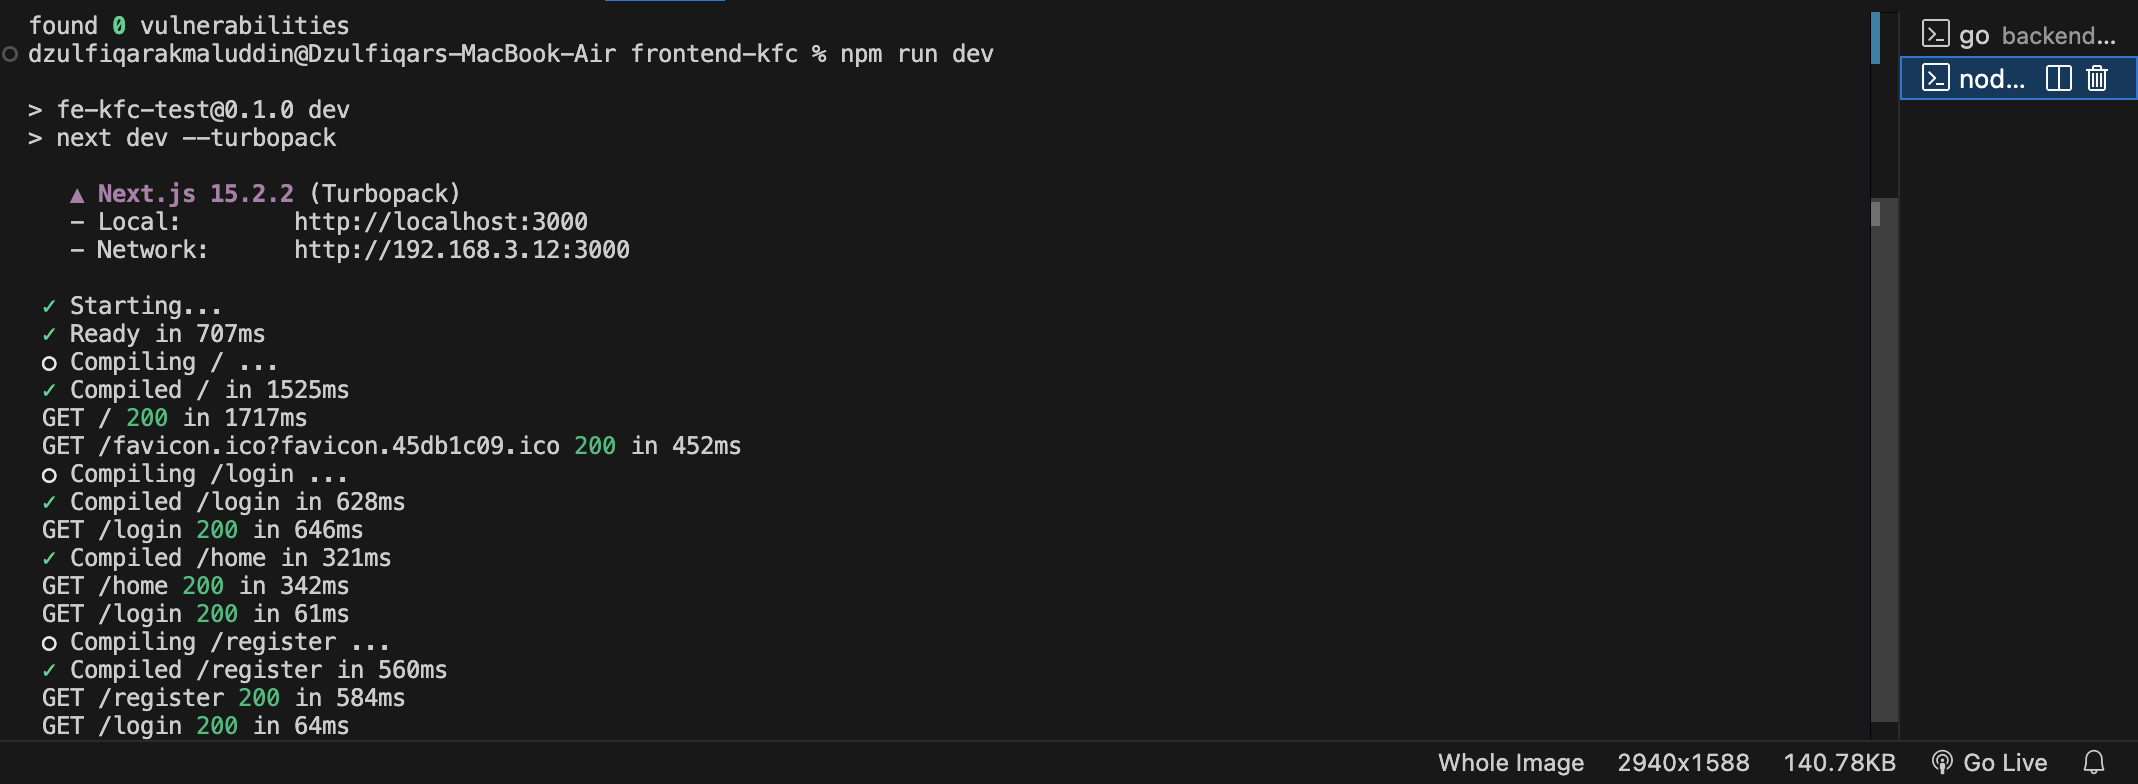 found 0 vulnerabilities
dzulfiqarakmaluddin@Dzulfiqars-MacBook-Air frontend-kfc % npm run dev
> fe-kfc-test@0.1.0 dev
> next dev --turbopack
▲ Next.js 15.2.2 (Turbopack)
- Local: http://localhost:3000
- Network: http://192.168.3.12:3000
✓ Starting...
✓ Ready in 707ms
○ Compiling / ...
✓ Compiled / in 1525ms
GET / 200 in 1717ms
GET /favicon.ico?favicon.45db1c09.ico 200 in 452ms
○ Compiling /login ...
✓ Compiled /login in 628ms
GET /login 200 in 646ms
✓ Compiled /home in 321ms
GET /home 200 in 342ms
GET /login 200 in 61ms
○ Compiling /register ...
✓ Compiled /register in 560ms
GET /register 200 in 584ms
GET /login 200 in 64ms
go backend...
nod...
Whole Image 2940x1588 140.78KB Go Live